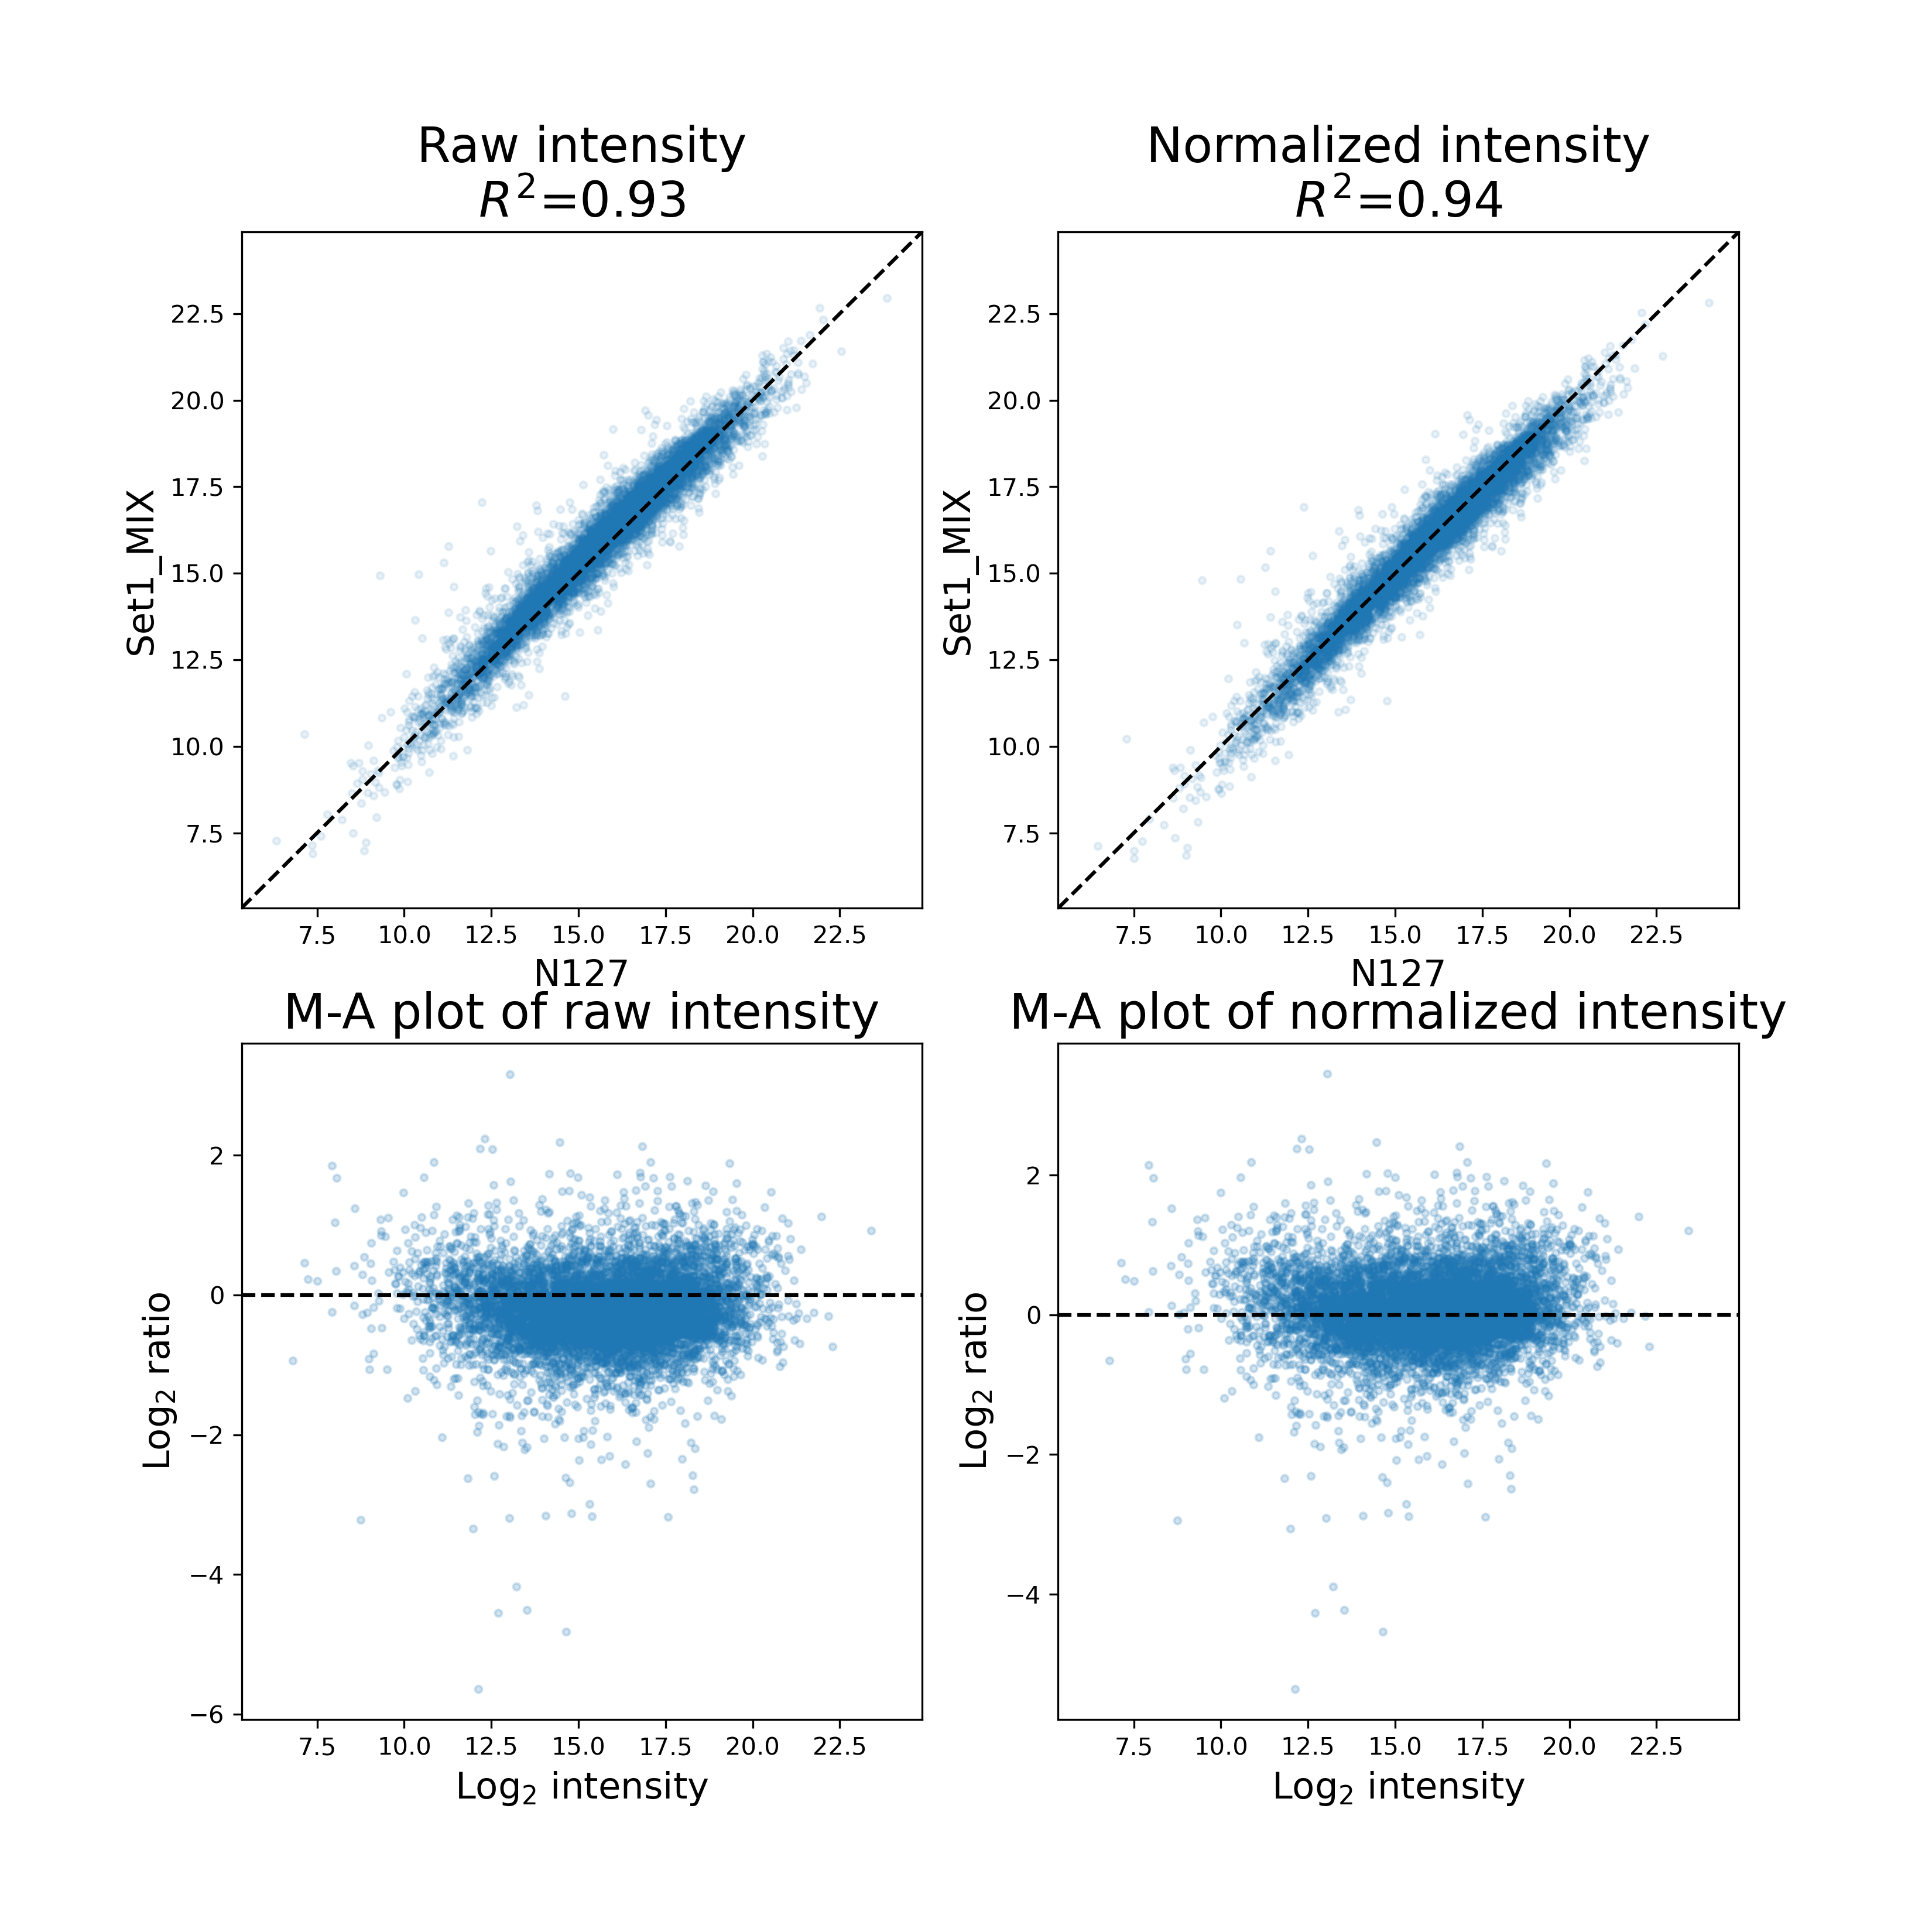 Raw intensity
R²=0.93
22.5
20.0
17.5
15.0
12.5
10.0
7.5
Set1_MIX
7.5 10.0 12.5 15.0 17.5 20.0 22.5
N127
Normalized intensity
R²=0.94
22.5
20.0
17.5
15.0
12.5
10.0
7.5
Set1_MIX
7.5 10.0 12.5 15.0 17.5 20.0 22.5
N127
M-A plot of raw intensity
2
0
−2
−4
−6
Log₂ ratio
7.5 10.0 12.5 15.0 17.5 20.0 22.5
Log₂ intensity
M-A plot of normalized intensity
2
0
−2
−4
Log₂ ratio
7.5 10.0 12.5 15.0 17.5 20.0 22.5
Log₂ intensity